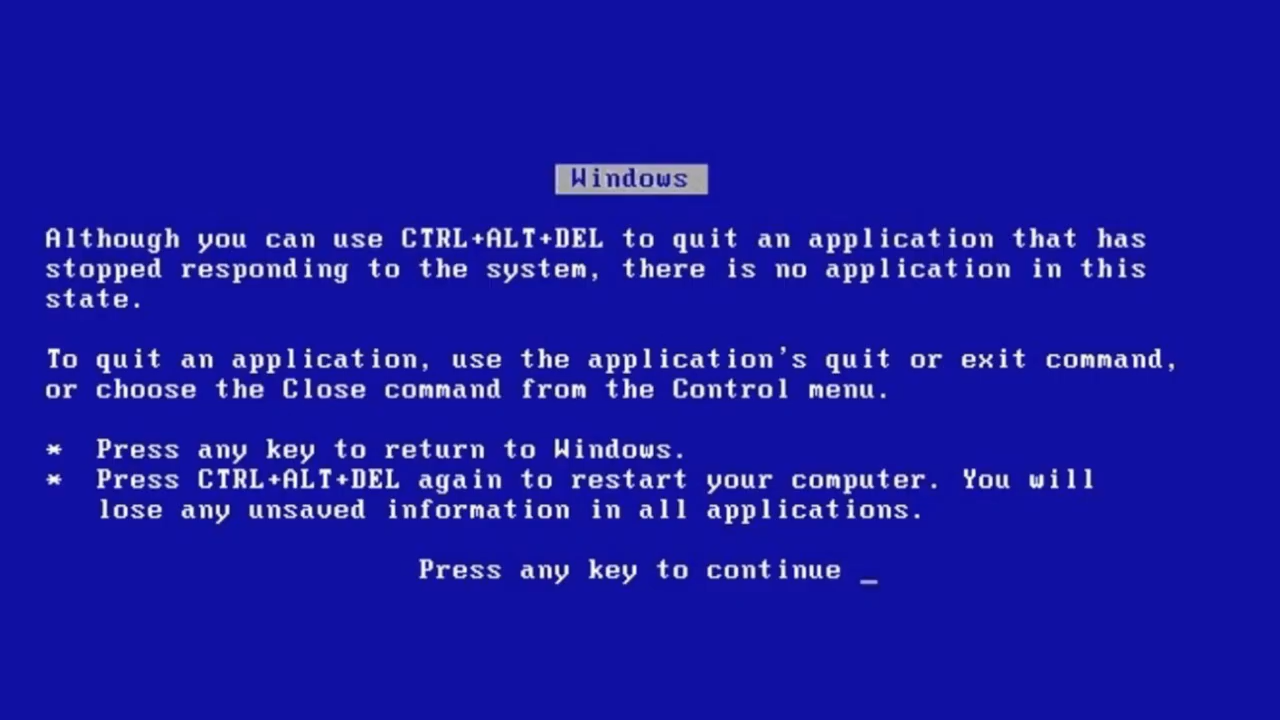 Windows
Although you can use CTRL+ALT+DEL to quit an application that has
stopped responding to the system, there is no application in this
state.
To quit an application, use the application's quit or exit command,
or choose the Close command from the Control menu.
* Press any key to return to Windows.
* Press CTRL+ALT+DEL again to restart your computer. You will
lose any unsaved information in all applications.
Press any key to continue _